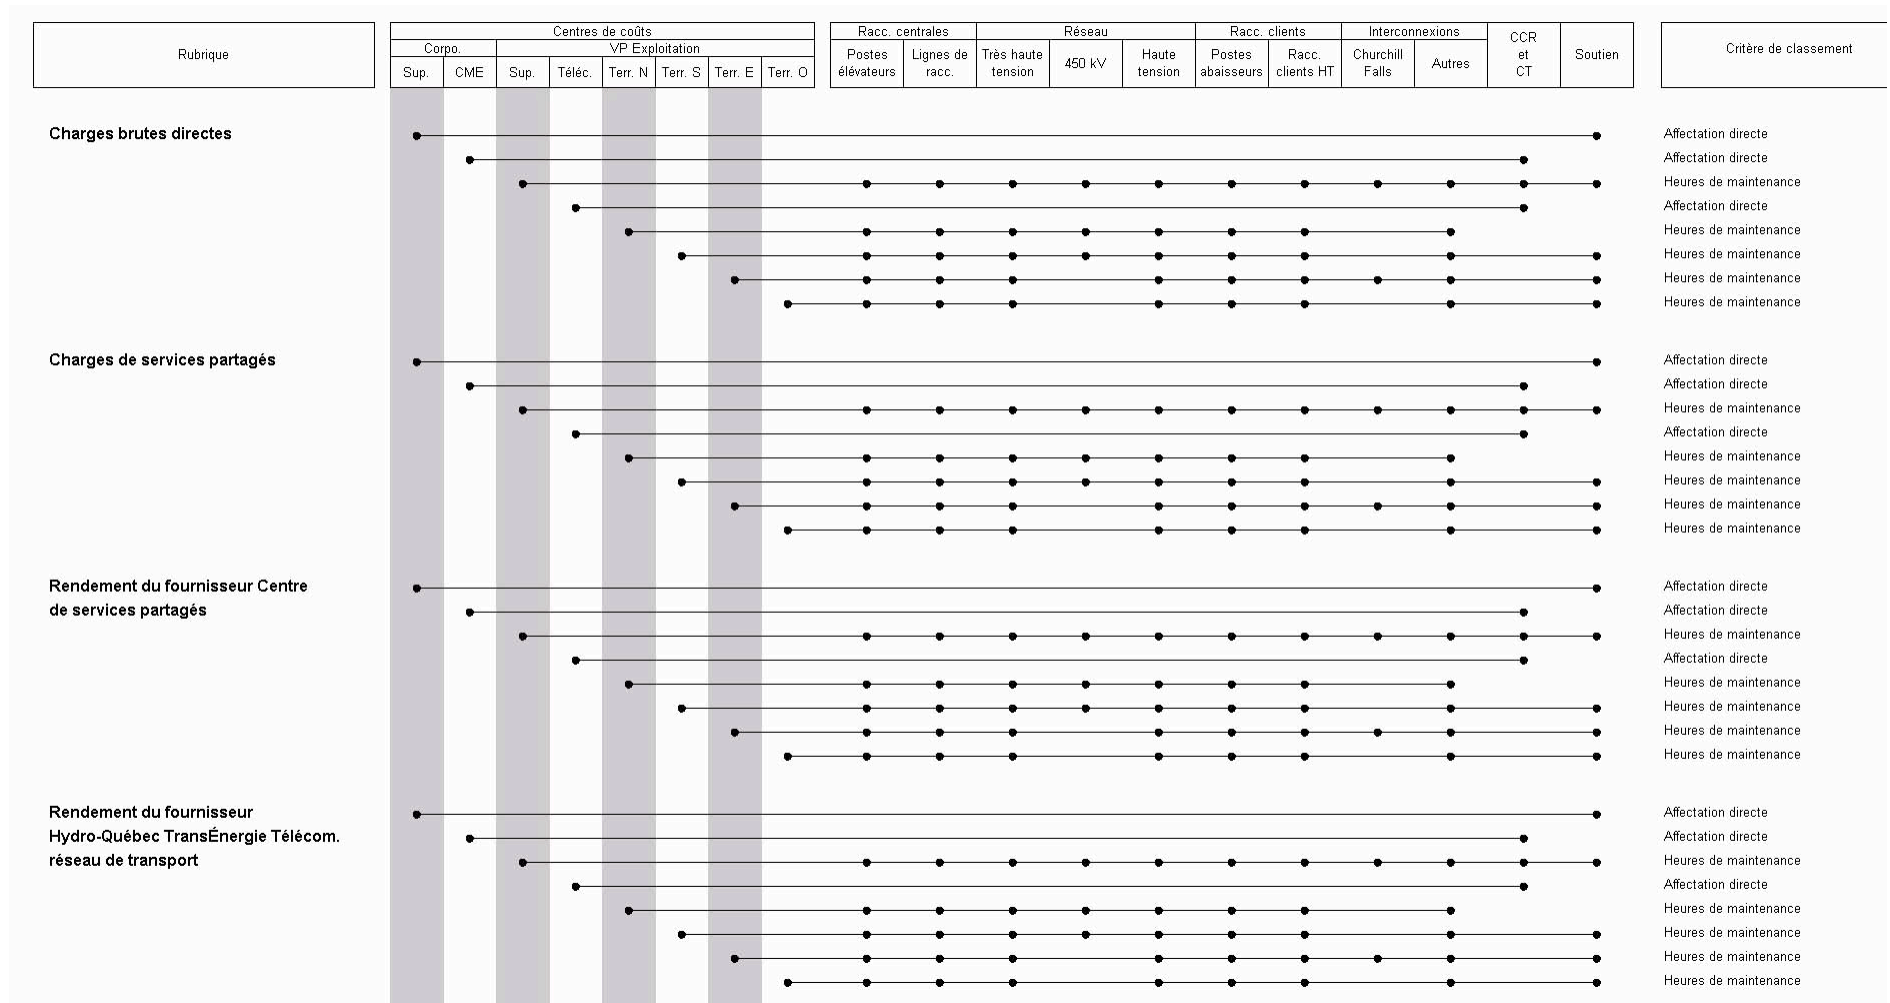 Rubrique
Centres de coûts
Corpo.
VP Exploitation
Sup.
CME
Sup.
Téléc.
Terr. N
Terr. S
Terr. E
Terr. O
Racc. centrales
Réseau
Racc. clients
Interconnexions
Postes
élévateurs
Lignes de
racc.
Très haute
tension
450 kV
Haute
tension
Postes
abaisseurs
Racc.
clients HT
Churchill
Falls
Autres
CCR
et
CT
Soutien
Critère de classement
Charges brutes directes
Affectation directe
Affectation directe
Heures de maintenance
Affectation directe
Heures de maintenance
Heures de maintenance
Heures de maintenance
Heures de maintenance
Charges de services partagés
Affectation directe
Affectation directe
Heures de maintenance
Affectation directe
Heures de maintenance
Heures de maintenance
Heures de maintenance
Heures de maintenance
Rendement du fournisseur Centre
de services partagés
Affectation directe
Affectation directe
Heures de maintenance
Affectation directe
Heures de maintenance
Heures de maintenance
Heures de maintenance
Heures de maintenance
Rendement du fournisseur
Hydro-Québec TransÉnergie Télécom.
réseau de transport
Affectation directe
Affectation directe
Heures de maintenance
Affectation directe
Heures de maintenance
Heures de maintenance
Heures de maintenance
Heures de maintenance